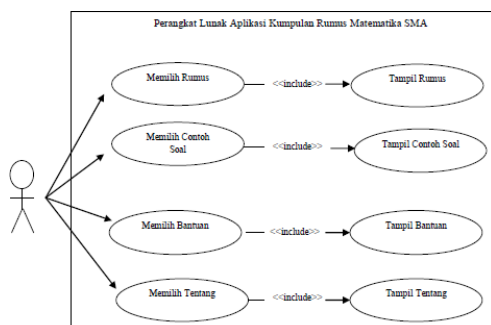 Perangkat Lunak Aplikasi Kumpulan Rumus Matematika SMA
Memilih Rumus
<<include>>
Tampil Rumus
Memilih Contoh
Soal
<<include>>
Tampil Contoh Soal
Memilih Bantuan
<<include>>
Tampil Bantuan
Memilih Tentang
<<include>>
Tampil Tentang